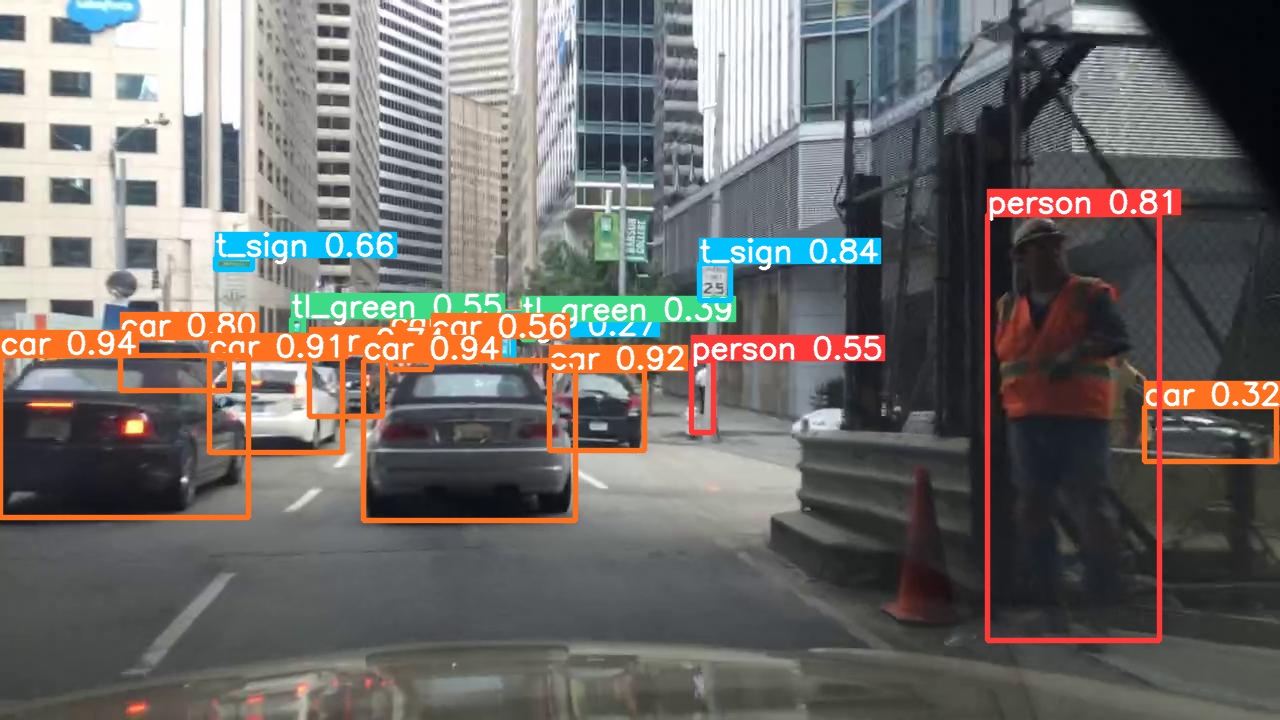 salesforce
t_sign 0.66
person 0.81
t_sign 0.84
25
tl_green 0.55
tl_green 0.39
car 0.80
car 0.56
0.27
car 0.94
car 0.91
car 0.94
car 0.92
person 0.55
car 0.32